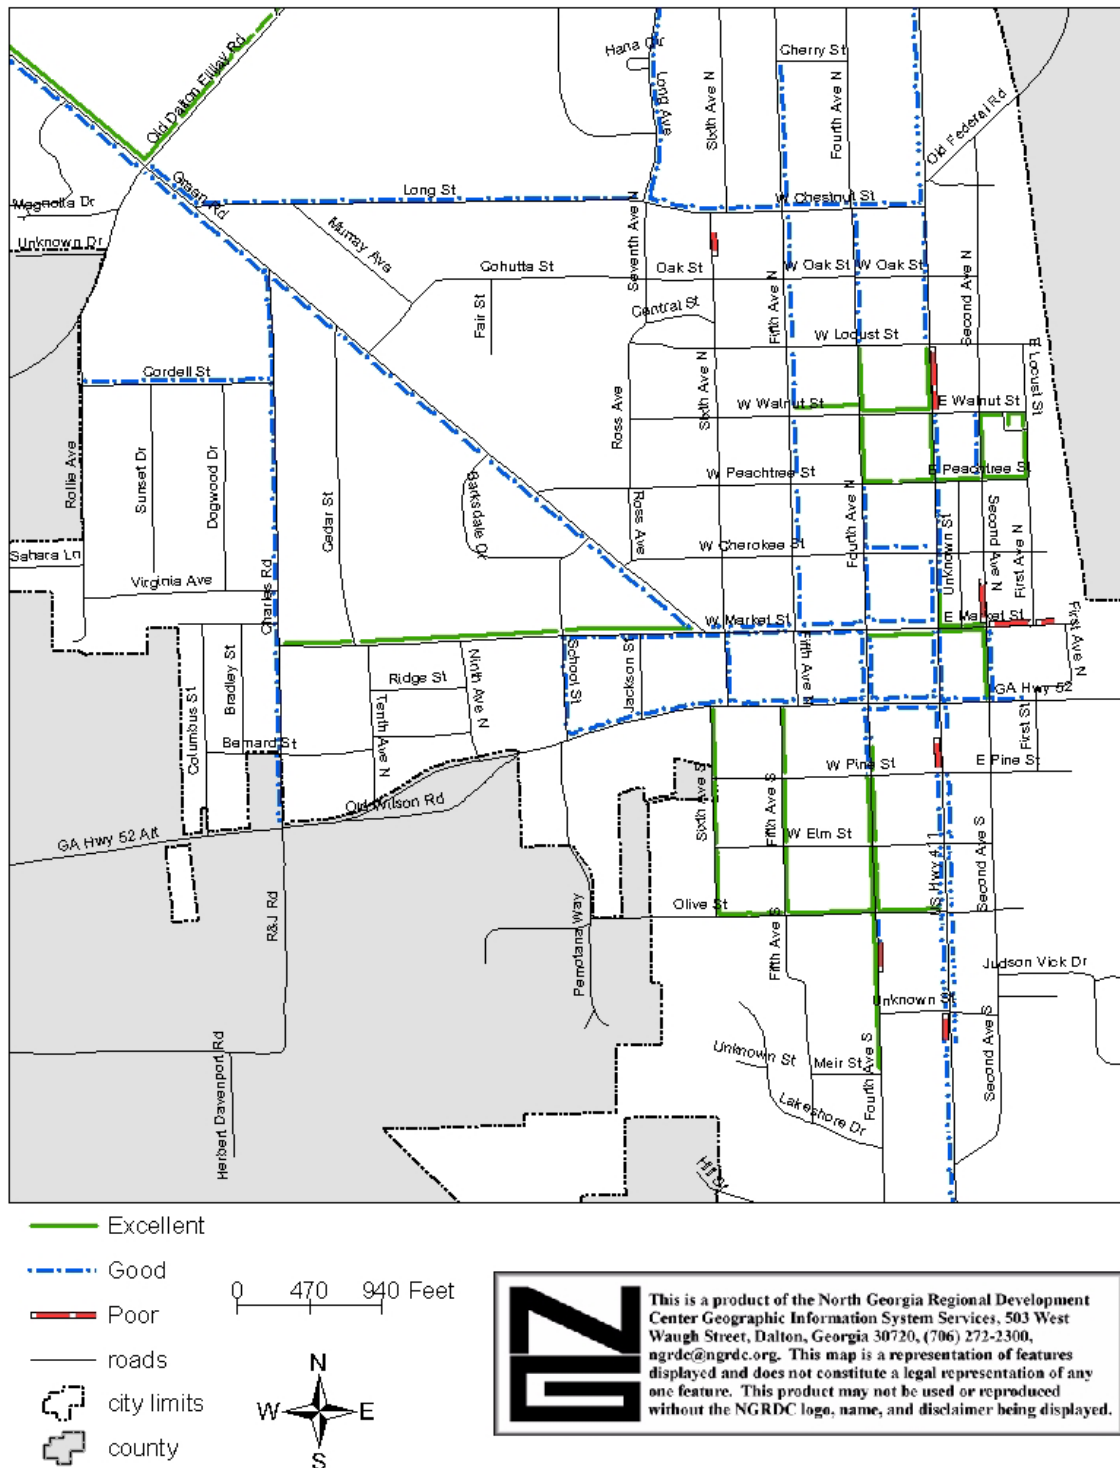 Old Dalton Ellijay Rd
Hana Cir
Long Ave
Sixth Ave N
Cherry St
Fourth Ave N
Old Federal Rd
Magnolia Dr
Green Rd
Long St
W Chestnut St
Unknown Dr
Murray Ave
Seventh Ave N
Cohutta St
Oak St
W Oak St
W Oak St
Fair St
Central St
Fifth Ave N
Second Ave N
W Locust St
E Locust St
Cordell St
Ross Ave
Sixth Ave N
W Walnut St
E Walnut St
Rollie Ave
Sunset Dr
Dogwood Dr
Cedar St
Barksdale Dr
W Peachtree St
E Peachtree St
Ross Ave
Fourth Ave N
Unknown St
Second Ave N
First Ave N
Sahara Ln
W Cherokee St
Virginia Ave
Charles Rd
W Market St
E Market St
First Ave N
Columbus St
Bradley St
Ridge St
Ninth Ave N
School St
Jackson St
Fifth Ave N
GA Hwy 52
Tenth Ave N
First St
Bernard St
W Pine St
E Pine St
Old Wilson Rd
Sixth Ave S
Fifth Ave S
GA Hwy 52 Alt
W Elm St
US Hwy 411
Second Ave S
R&J Rd
Olive St
Fifth Ave S
Judson Vick Dr
Unknown St
Herbert Davenport Rd
Unknown St
Meir St
Fourth Ave S
Second Ave S
Lakeshore Dr
Excellent
Good
Poor
roads
city limits
county
0 470 940 Feet
N
W E
S
This is a product of the North Georgia Regional Development
Center Geographic Information System Services, 503 West
Waugh Street, Dalton, Georgia 30720, (706) 272-2300,
ngrdc@ngrdc.org. This map is a representation of features
displayed and does not constitute a legal representation of any
one feature. This product may not be used or reproduced
without the NGRDC logo, name, and disclaimer being displayed.